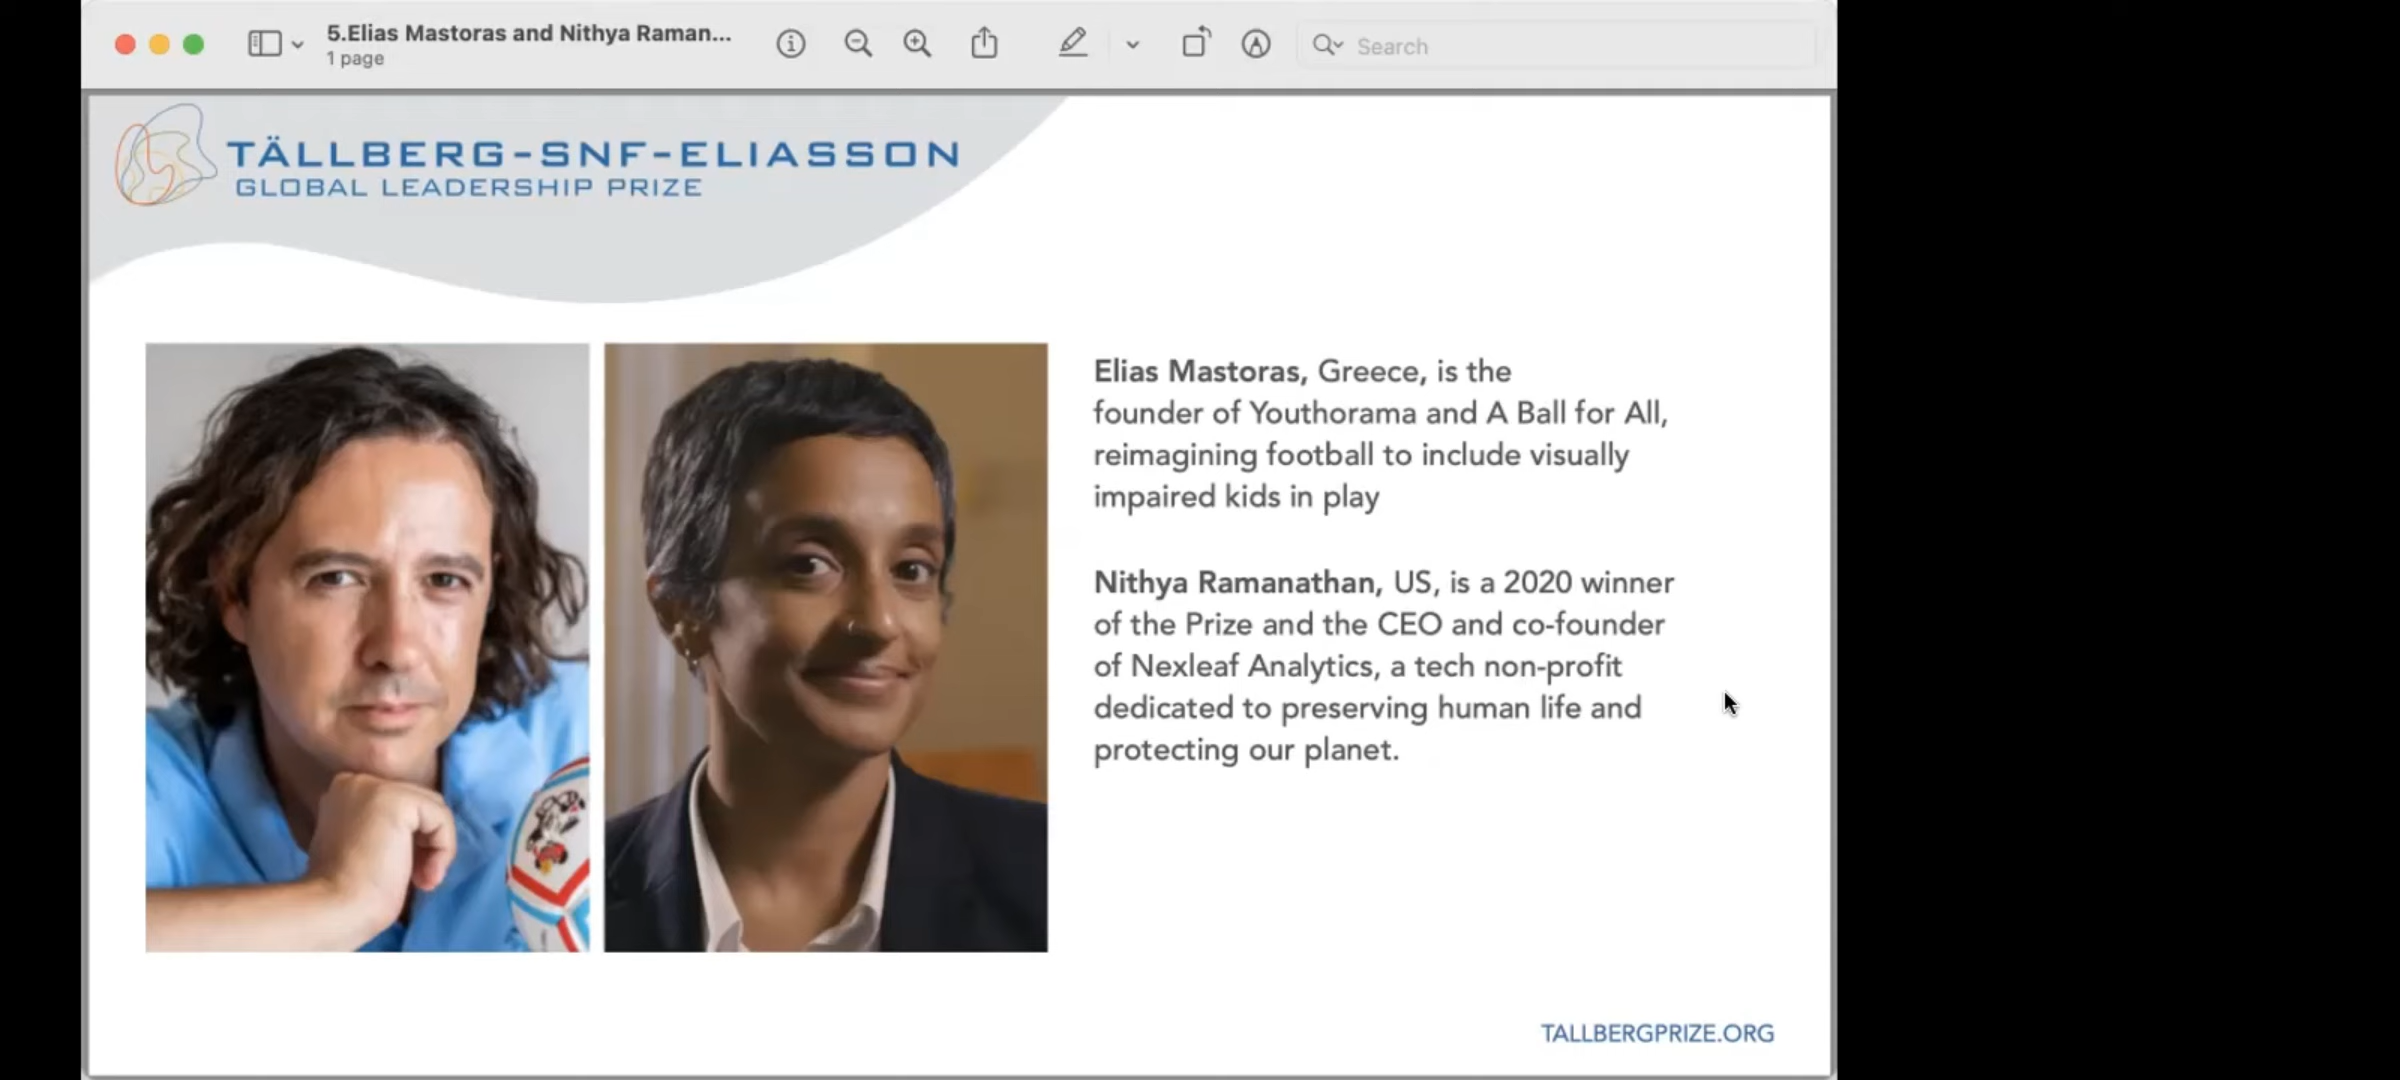 5.Elias Mastoras and Nithya Raman...
1 page
Search
TÄLLBERG-SNF-ELIASSON
GLOBAL LEADERSHIP PRIZE
Elias Mastoras, Greece, is the
founder of Youthorama and A Ball for All,
reimagining football to include visually
impaired kids in play
Nithya Ramanathan, US, is a 2020 winner
of the Prize and the CEO and co-founder
of Nexleaf Analytics, a tech non-profit
dedicated to preserving human life and
protecting our planet.
TALLBERGPRIZE.ORG